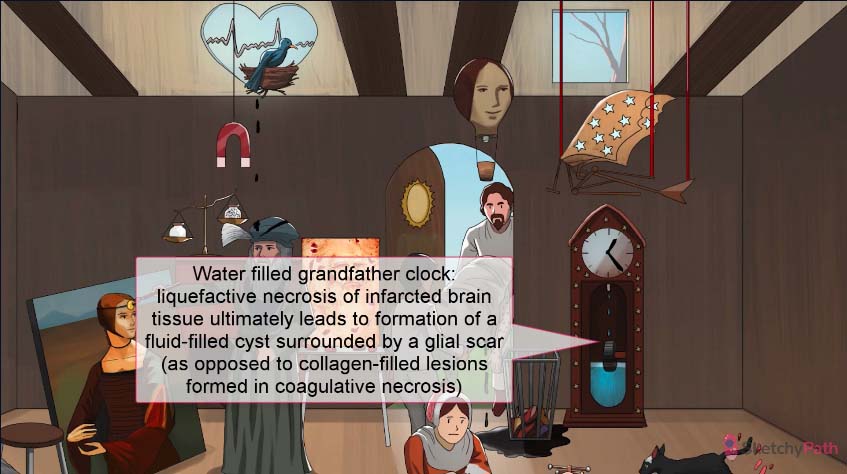 Water filled grandfather clock:
liquefactive necrosis of infarcted brain
tissue ultimately leads to formation of a
fluid-filled cyst surrounded by a glial scar
(as opposed to collagen-filled lesions
formed in coagulative necrosis)
SketchyPath